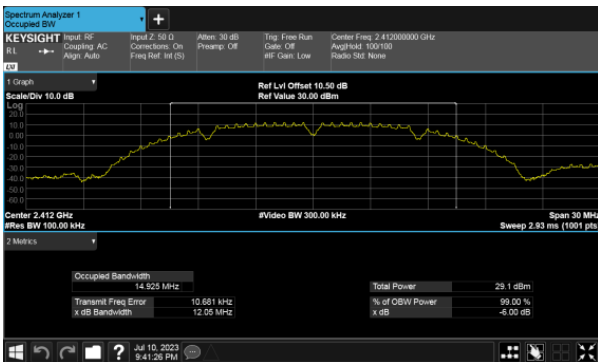 Spectrum Analyzer 1
Occupied BW
+
KEYSIGHT Input: RF Input Z: 50 Ω Atten: 30 dB Trig: Free Run Center Freq: 2.412000000 GHz
RL Coupling: AC Corrections: On Preamp: Off Gate: Off Avg|Hold: 100/100
Align: Auto Freq Ref: Int (S) #IF Gain: Low Radio Std: None
LXI
1 Graph Ref Lvl Offset 10.50 dB
Scale/Div 10.0 dB Ref Value 30.00 dBm
Log
20.0
10.0
0.00
-10.0
-20.0
-30.0
-40.0
-50.0
-60.0
Center 2.412 GHz #Video BW 300.00 kHz Span 30 MHz
#Res BW 100.00 kHz Sweep 2.93 ms (1001 pts)
2 Metrics
Occupied Bandwidth
14.925 MHz Total Power 29.1 dBm
Transmit Freq Error 10.681 kHz % of OBW Power 99.00 %
x dB Bandwidth 12.05 MHz x dB -6.00 dB
? Jul 10, 2023
9:41:26 PM